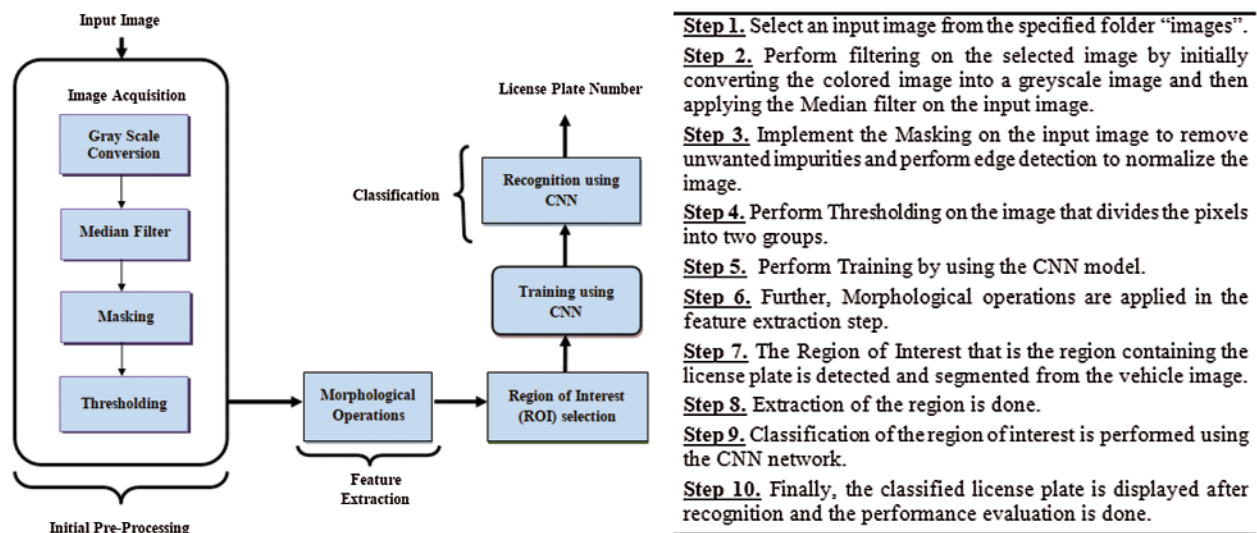 Input Image
Image Acquisition
Gray Scale
Conversion
Median Filter
Masking
Thresholding
Initial Pre-Processing
Morphological
Operations
Feature
Extraction
Region of Interest
(ROI) selection
Training using
CNN
Recognition using
CNN
Classification
License Plate Number
Step 1. Select an input image from the specified folder “images”.
Step 2. Perform filtering on the selected image by initially
converting the colored image into a greyscale image and then
applying the Median filter on the input image.
Step 3. Implement the Masking on the input image to remove
unwanted impurities and perform edge detection to normalize the
image.
Step 4. Perform Thresholding on the image that divides the pixels
into two groups.
Step 5. Perform Training by using the CNN model.
Step 6. Further, Morphological operations are applied in the
feature extraction step.
Step 7. The Region of Interest that is the region containing the
license plate is detected and segmented from the vehicle image.
Step 8. Extraction of the region is done.
Step 9. Classification of the region of interest is performed using
the CNN network.
Step 10. Finally, the classified license plate is displayed after
recognition and the performance evaluation is done.